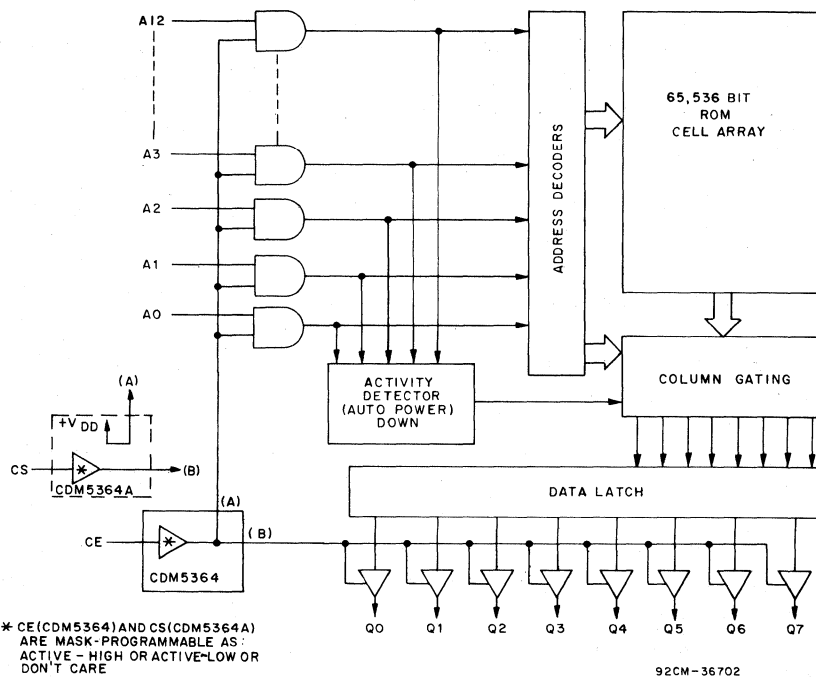 A12
A3
A2
A1
A0
ADDRESS DECODERS
65,536 BIT
ROM
CELL ARRAY
ACTIVITY
DETECTOR
(AUTO POWER)
DOWN
COLUMN GATING
(A)
+VDD
CS
*
(B)
CDM5364A
DATA LATCH
(A)
(B)
CE
*
CDM5364
Q0 Q1 Q2 Q3 Q4 Q5 Q6 Q7
* CE(CDM5364) AND CS(CDM5364A)
ARE MASK-PROGRAMMABLE AS:
ACTIVE-HIGH OR ACTIVE-LOW OR
DON'T CARE
92CM-36702